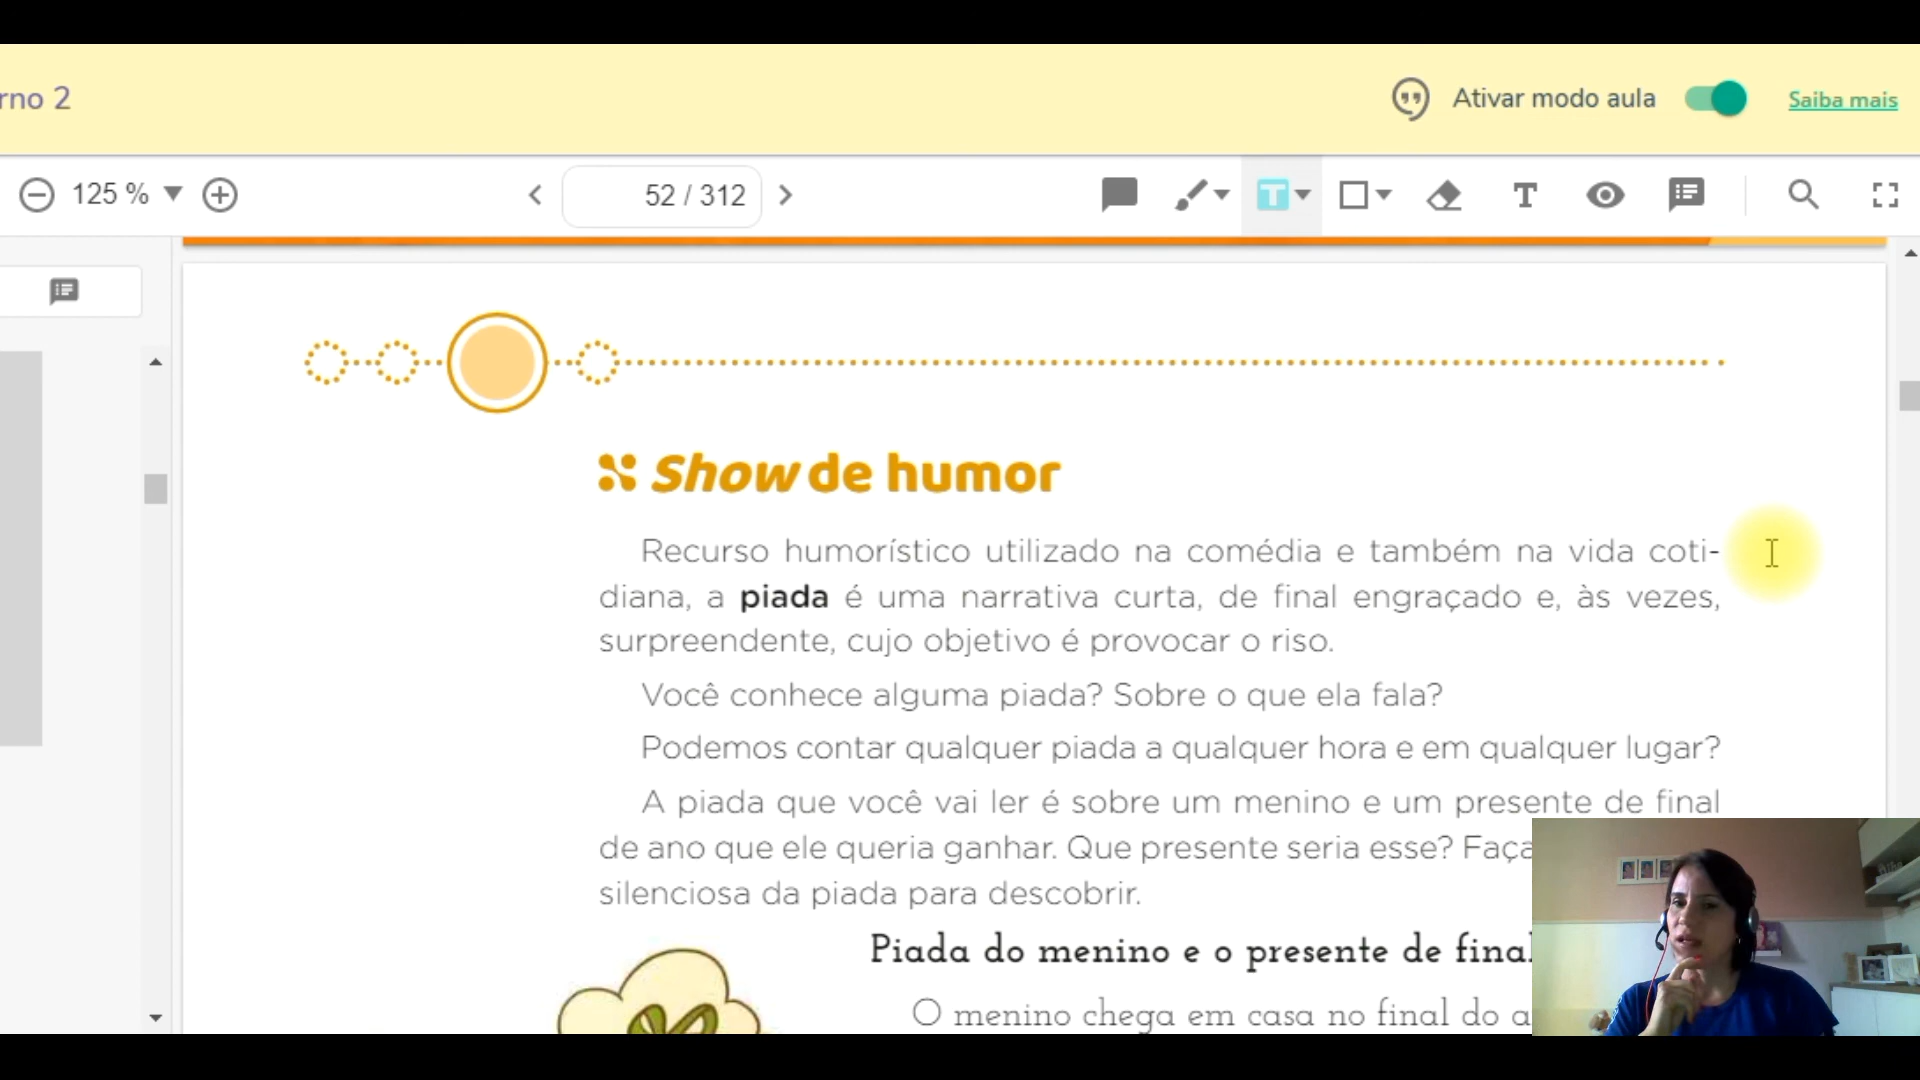 rno 2
Ativar modo aula
Saiba mais
125 %
52 / 312
T
T
Show de humor
Recurso humorístico utilizado na comédia e também na vida coti-
diana, a piada é uma narrativa curta, de final engraçado e, às vezes,
surpreendente, cujo objetivo é provocar o riso.
Você conhece alguma piada? Sobre o que ela fala?
Podemos contar qualquer piada a qualquer hora e em qualquer lugar?
A piada que você vai ler é sobre um menino e um presente de final
de ano que ele queria ganhar. Que presente seria esse? Faça
silenciosa da piada para descobrir.
Piada do menino e o presente de final
O menino chega em casa no final do a